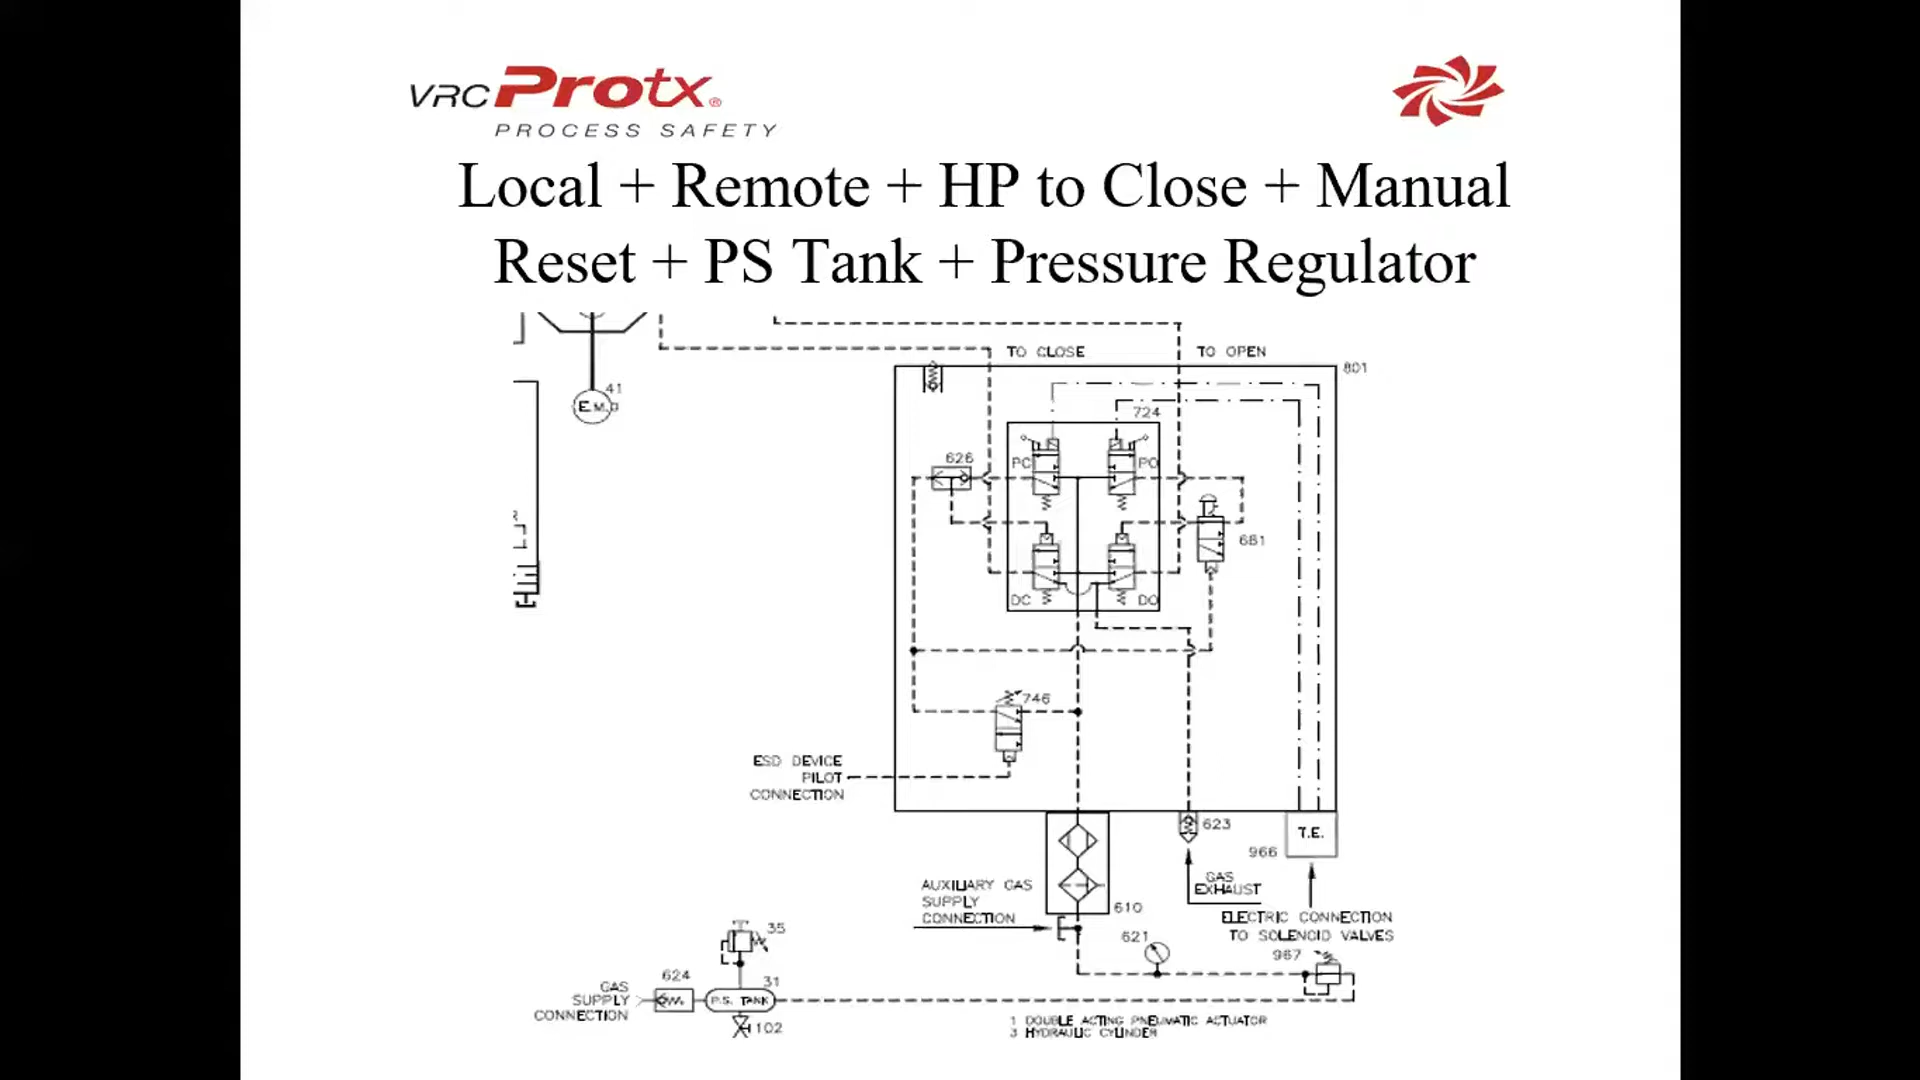 VRC Protx®
PROCESS SAFETY
Local + Remote + HP to Close + Manual
Reset + PS Tank + Pressure Regulator
TO CLOSE
TO OPEN
801
41
E.M.
724
626
PC
PO
681
DC
DO
746
ESD DEVICE
PILOT
CONNECTION
623
T.E.
966
GAS
EXHAUST
AUXILIARY GAS
SUPPLY
CONNECTION
610
ELECTRIC CONNECTION
TO SOLENOID VALVES
621
967
35
624
31
GAS
SUPPLY
CONNECTION
P.S. TANK
102
1 DOUBLE ACTING PNEUMATIC ACTUATOR
3 HYDRAULIC CYLINDER